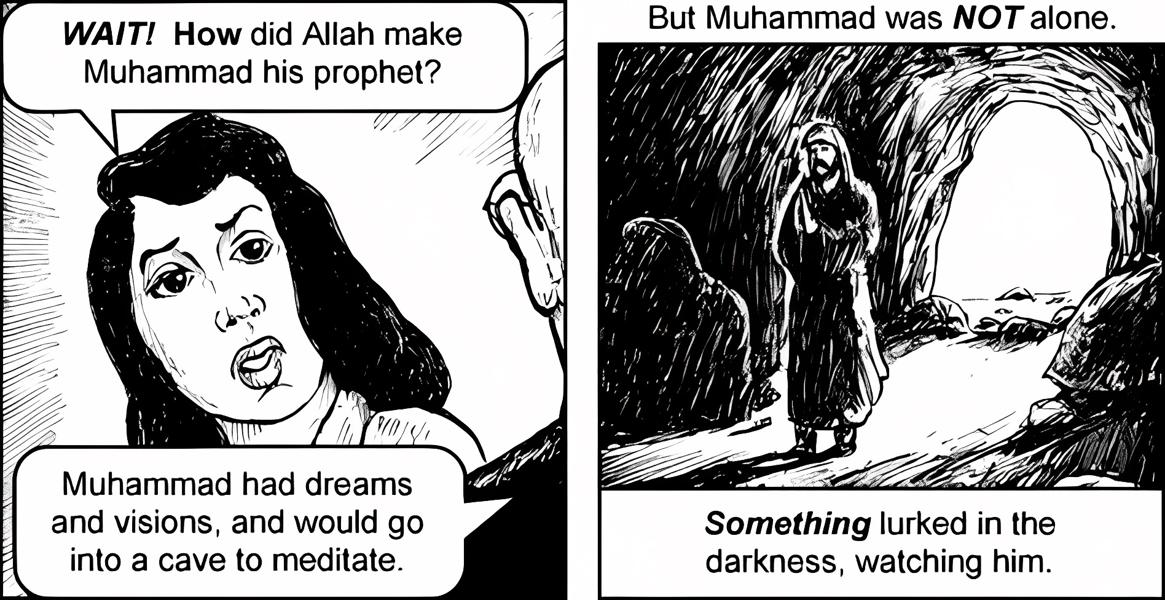 WAIT! How did Allah make
Muhammad his prophet?
Muhammad had dreams
and visions, and would go
into a cave to meditate.
But Muhammad was NOT alone.
Something lurked in the
darkness, watching him.